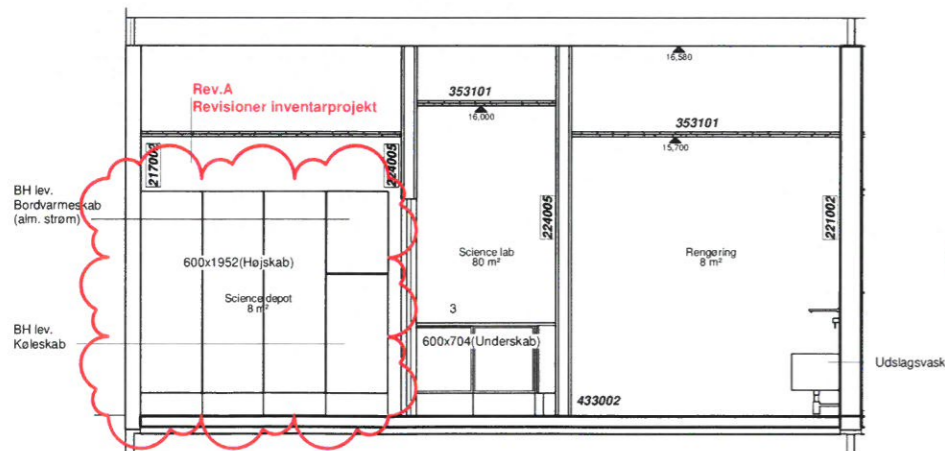 16,580
Rev.A
Revisioner inventarprojekt
353101
16,000
353101
15,700
217002
224005
BH lev.
Bordvarmeskab
(alm. strøm)
224005
221002
600x1952(Højskab)
Science depot
8 m²
Science lab
80 m²
Rengøring
8 m²
3
BH lev.
Køleskab
600x704(Underskab)
Udslagsvask
433002